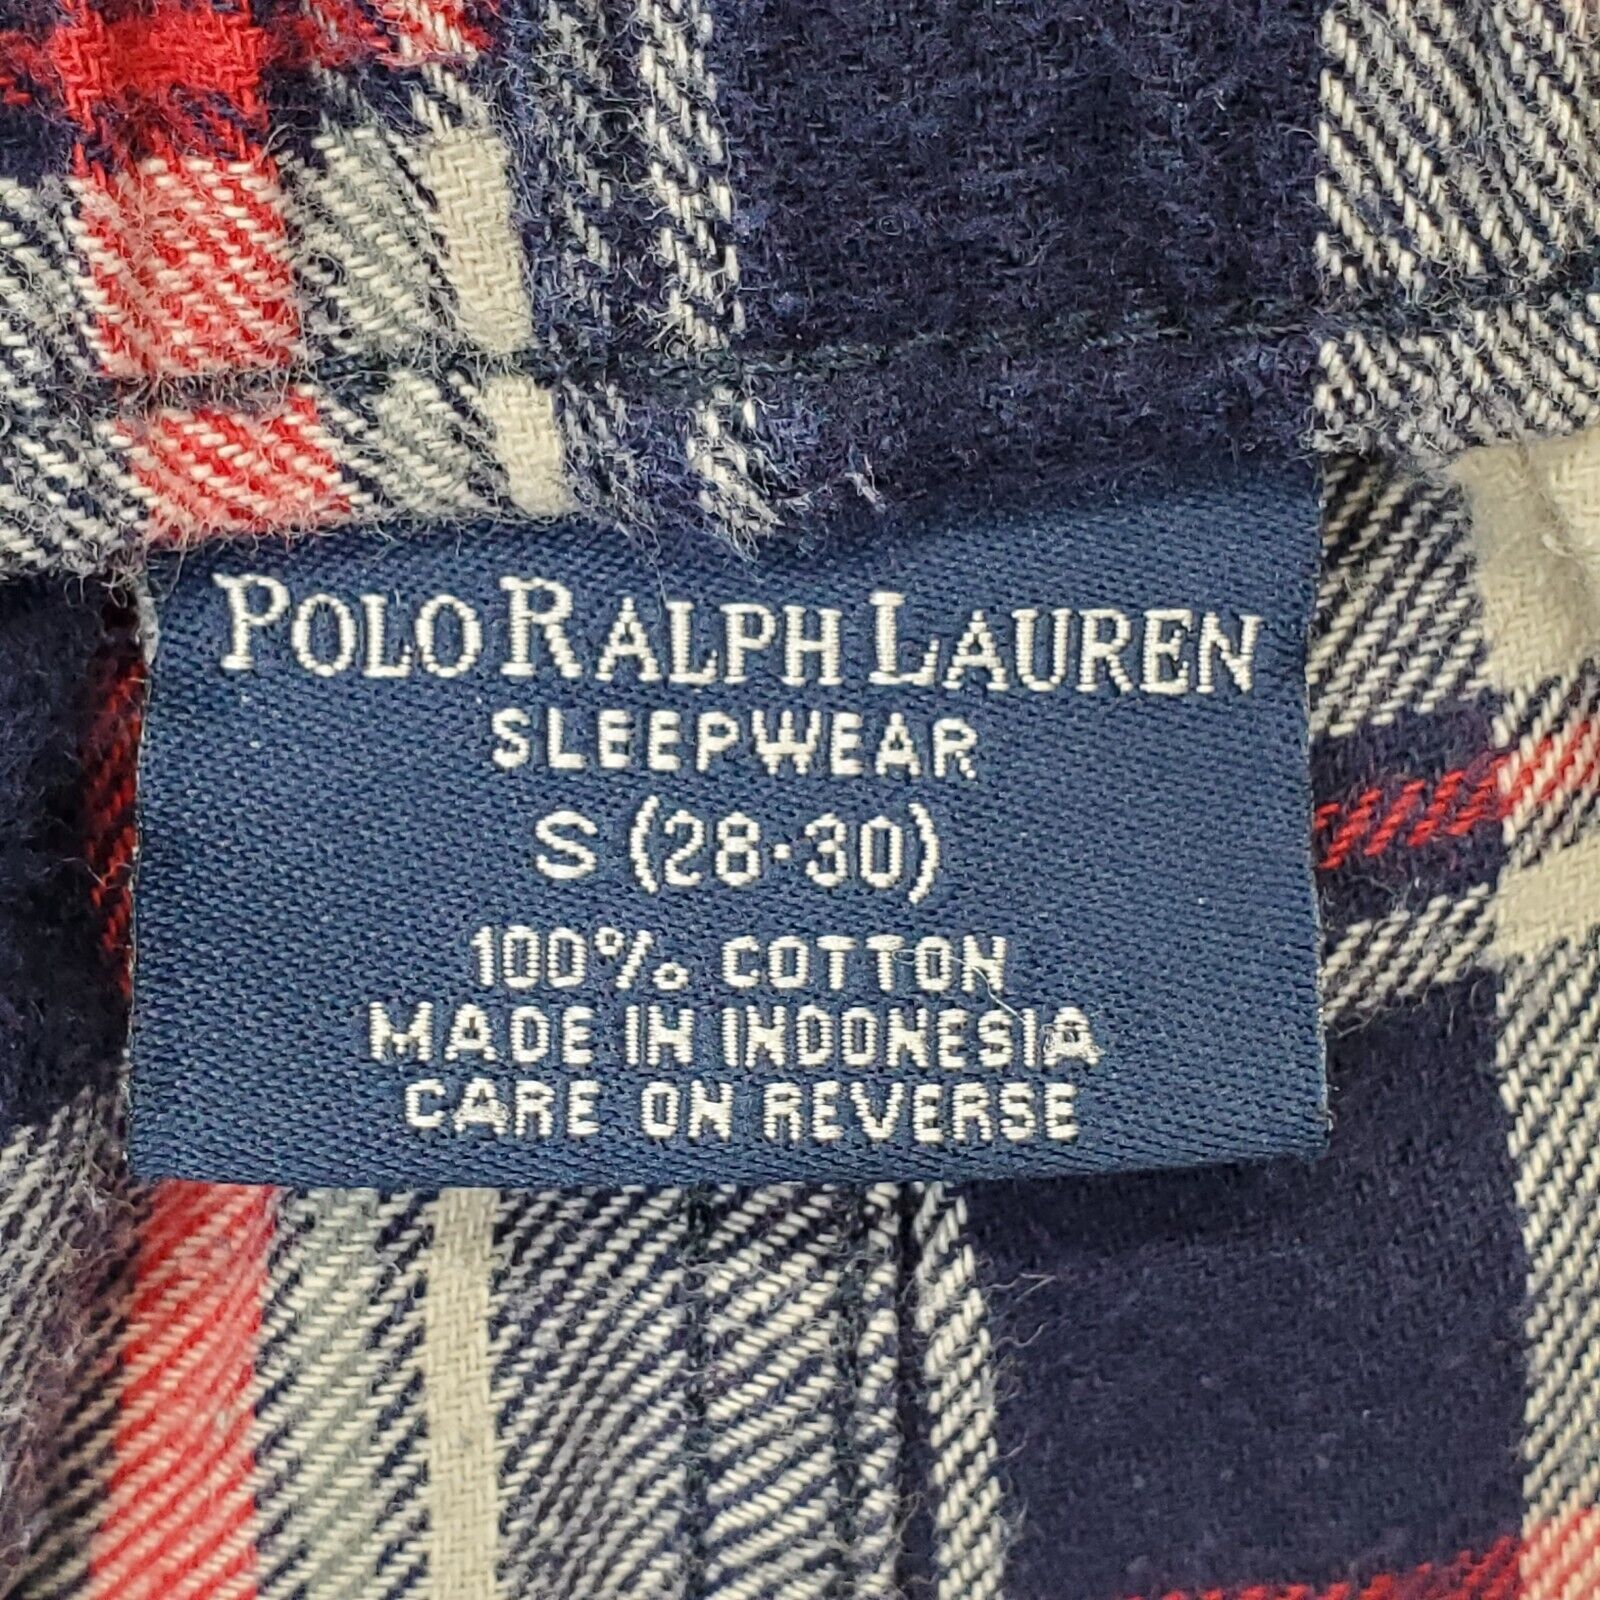 POLO RALPH LAUREN
SLEEPWEAR
S (28·30)
100% COTTON
MADE IN INDONESIA
CARE ON REVERSE